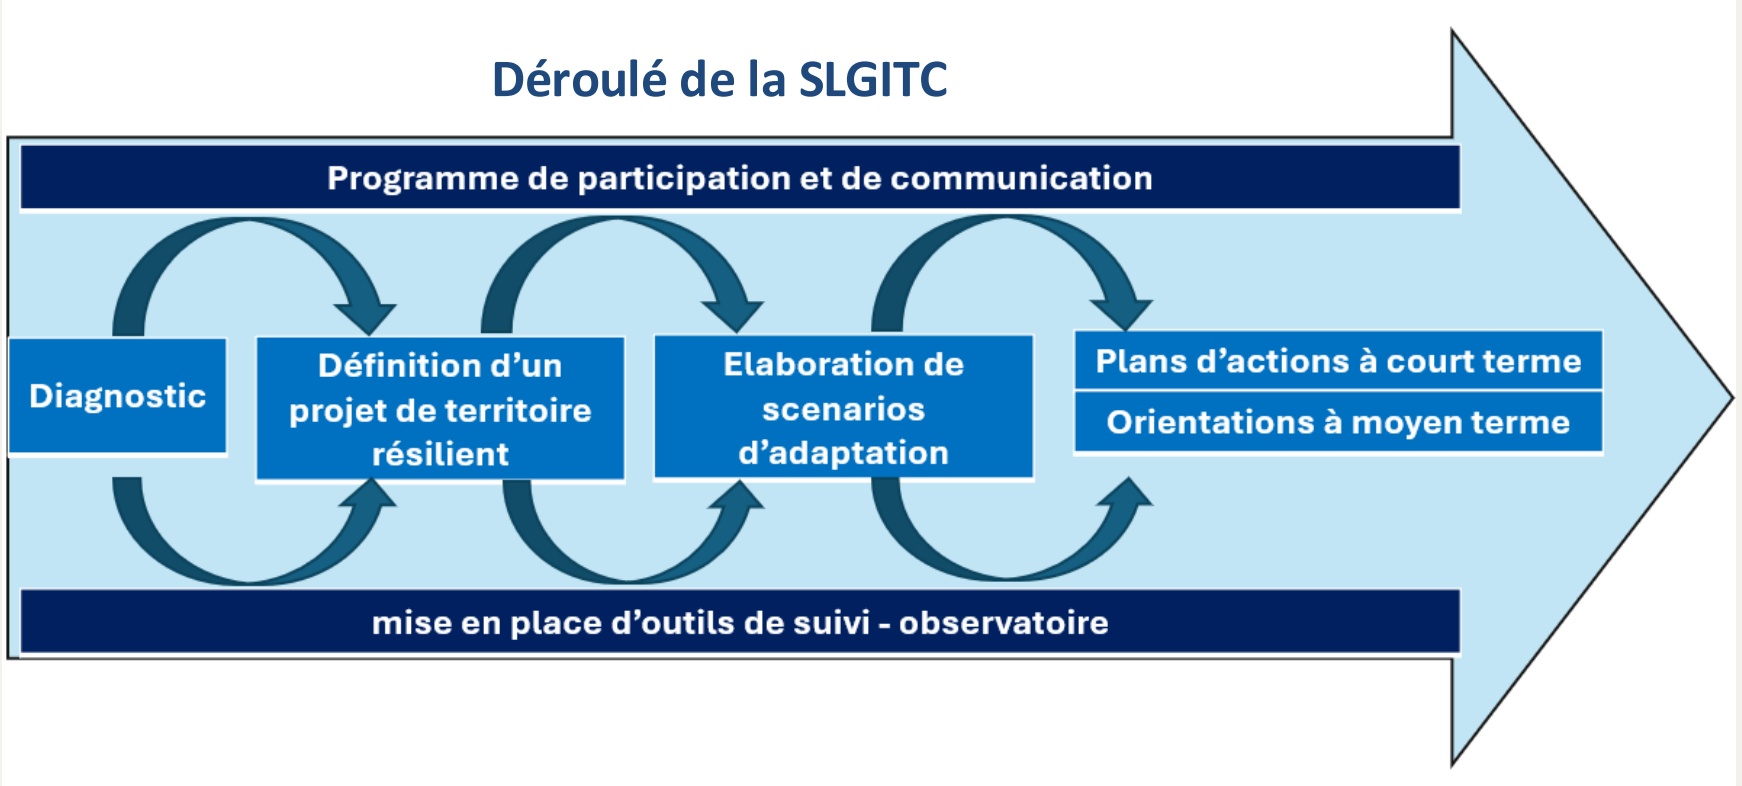 Déroulé de la SLGITC
Programme de participation et de communication
Diagnostic
Définition d’un
projet de territoire
résilient
Elaboration de
scenarios
d’adaptation
Plans d’actions à court terme
Orientations à moyen terme
mise en place d’outils de suivi - observatoire